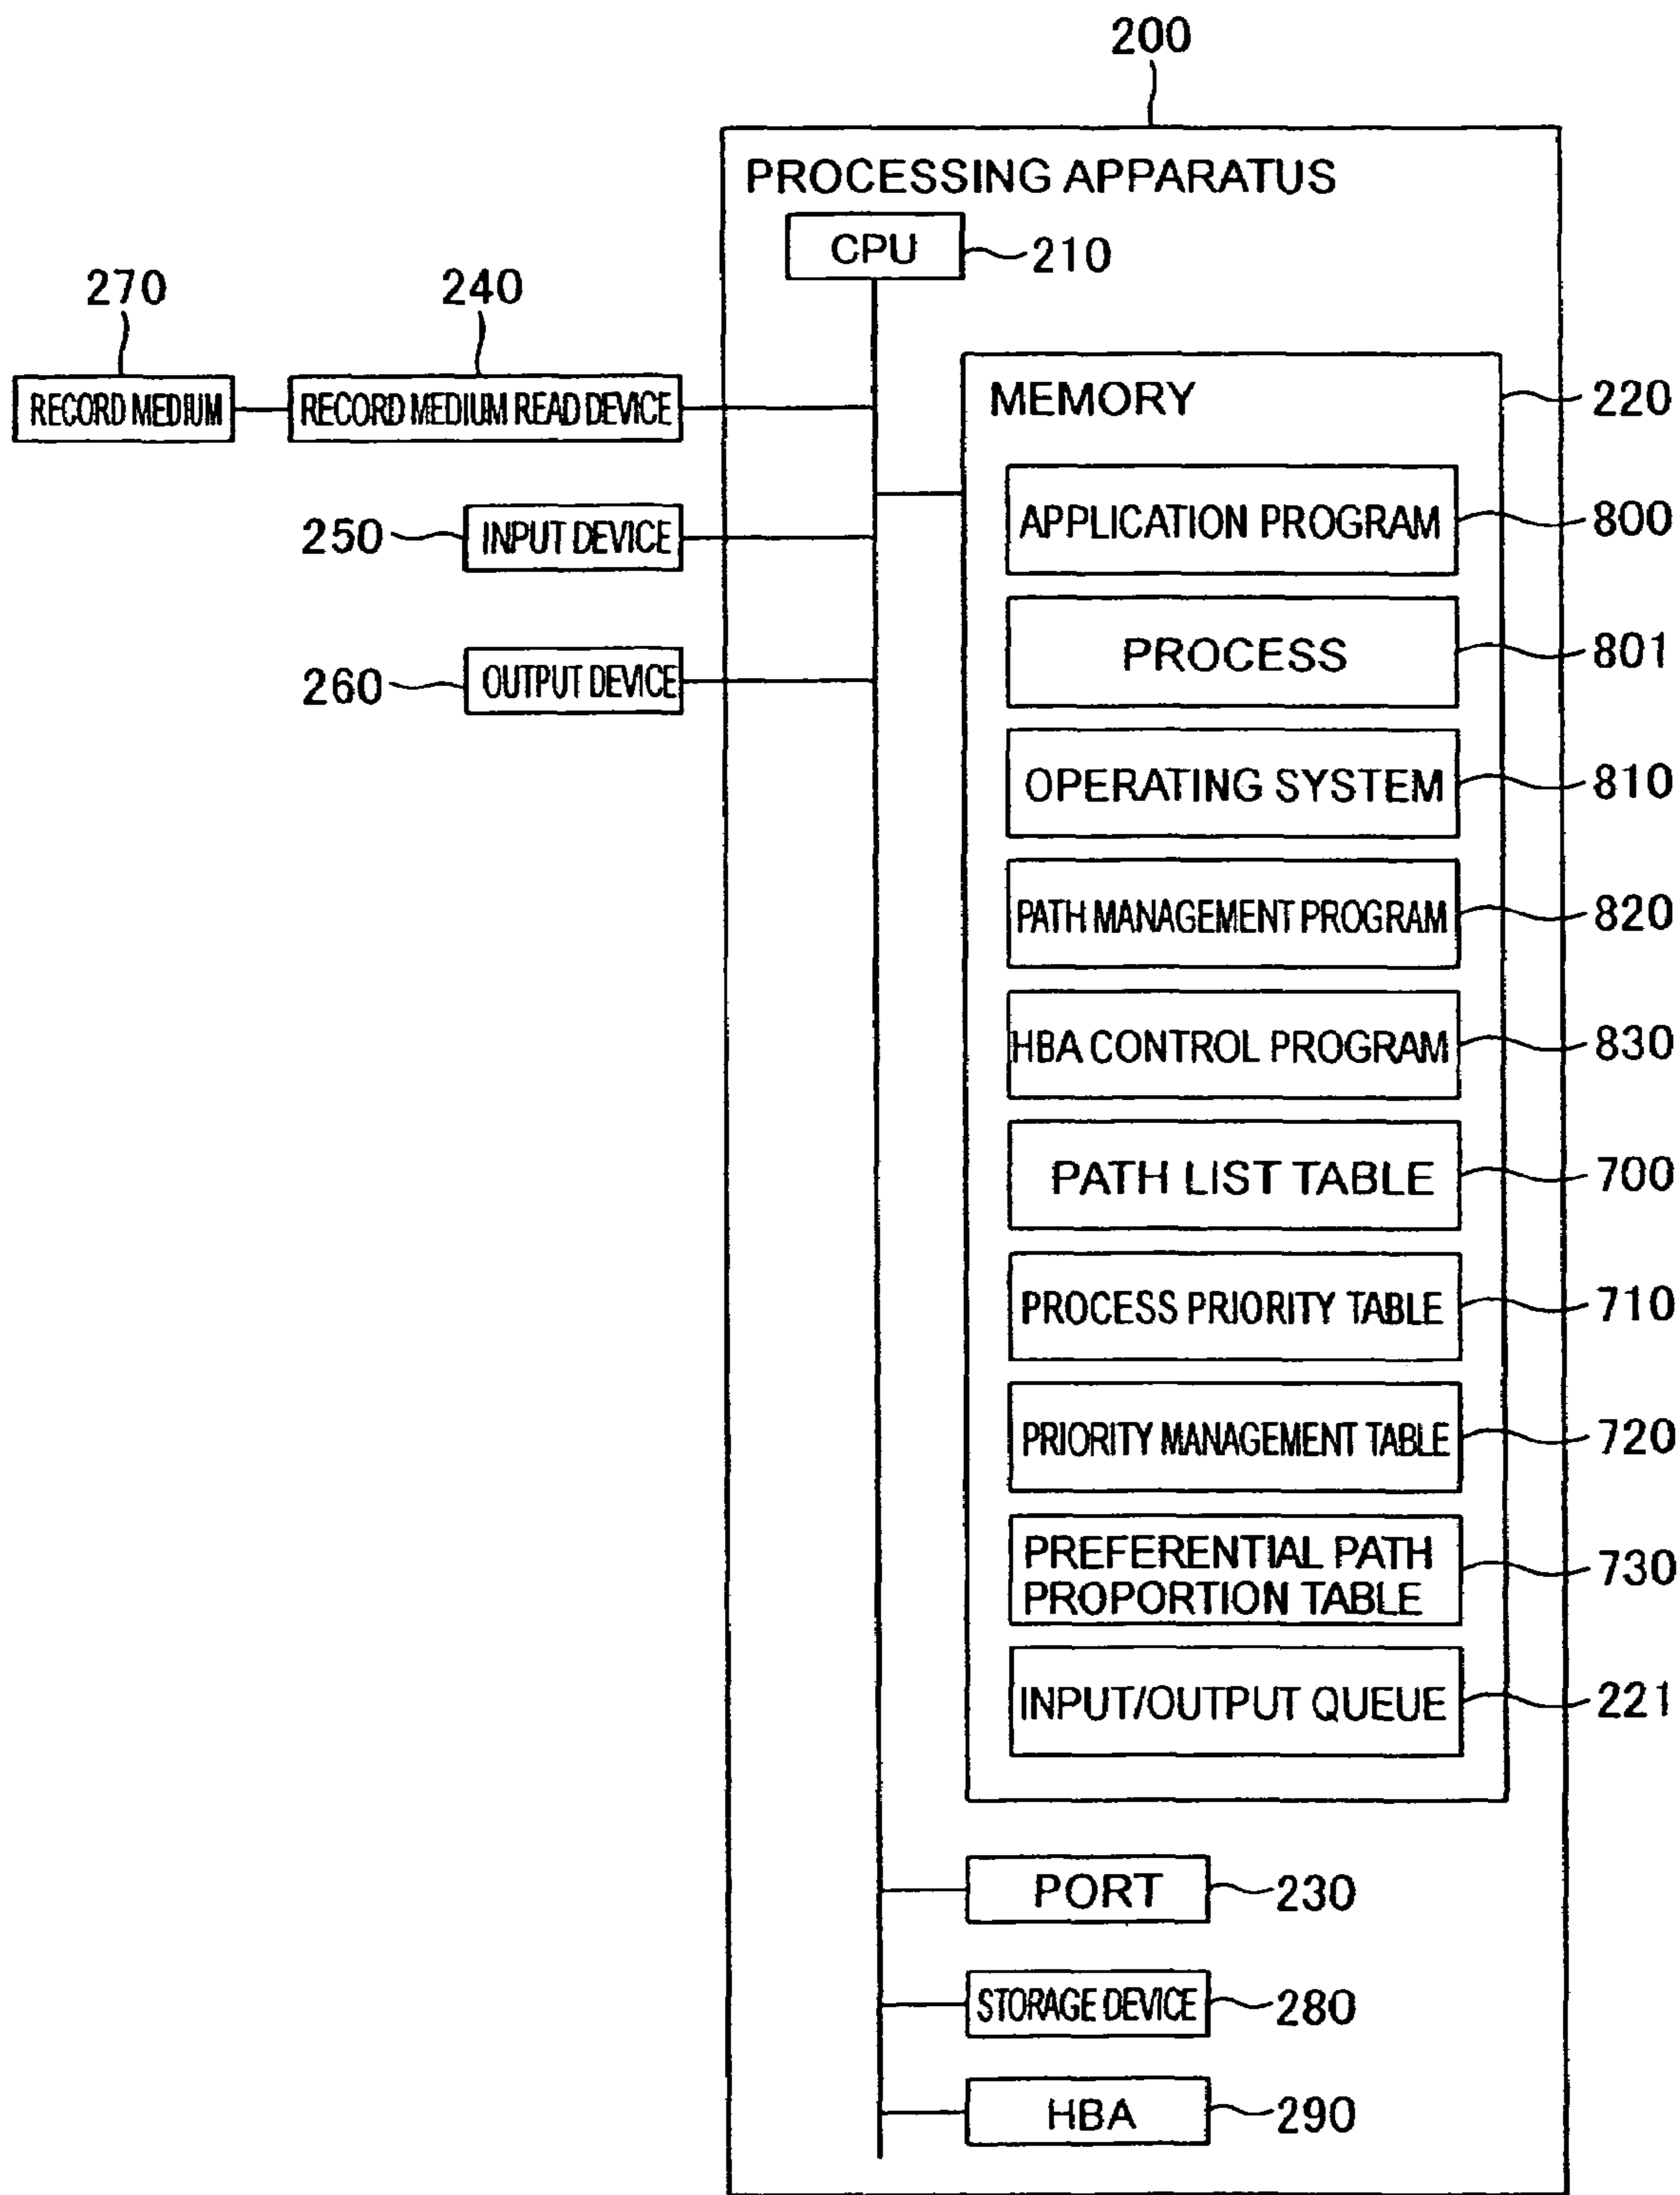 200
PROCESSING APPARATUS
CPU
210
270
240
RECORD MEDIUM
RECORD MEDIUM READ DEVICE
MEMORY
220
250
INPUT DEVICE
APPLICATION PROGRAM
800
260
OUTPUT DEVICE
PROCESS
801
OPERATING SYSTEM
810
PATH MANAGEMENT PROGRAM
820
HBA CONTROL PROGRAM
830
PATH LIST TABLE
700
PROCESS PRIORITY TABLE
710
PRIORITY MANAGEMENT TABLE
720
PREFERENTIAL PATH
PROPORTION TABLE
730
INPUT/OUTPUT QUEUE
221
PORT
230
STORAGE DEVICE
280
HBA
290